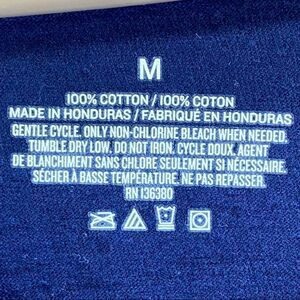 M
100% COTTON / 100% COTON
MADE IN HONDURAS / FABRIQUÉ EN HONDURAS
GENTLE CYCLE. ONLY NON-CHLORINE BLEACH WHEN NEEDED.
TUMBLE DRY LOW. DO NOT IRON. CYCLE DOUX. AGENT
DE BLANCHIMENT SANS CHLORE SEULEMENT SI NÉCESSAIRE.
SÉCHER À BASSE TEMPÉRATURE. NE PAS REPASSER.
RN 136380